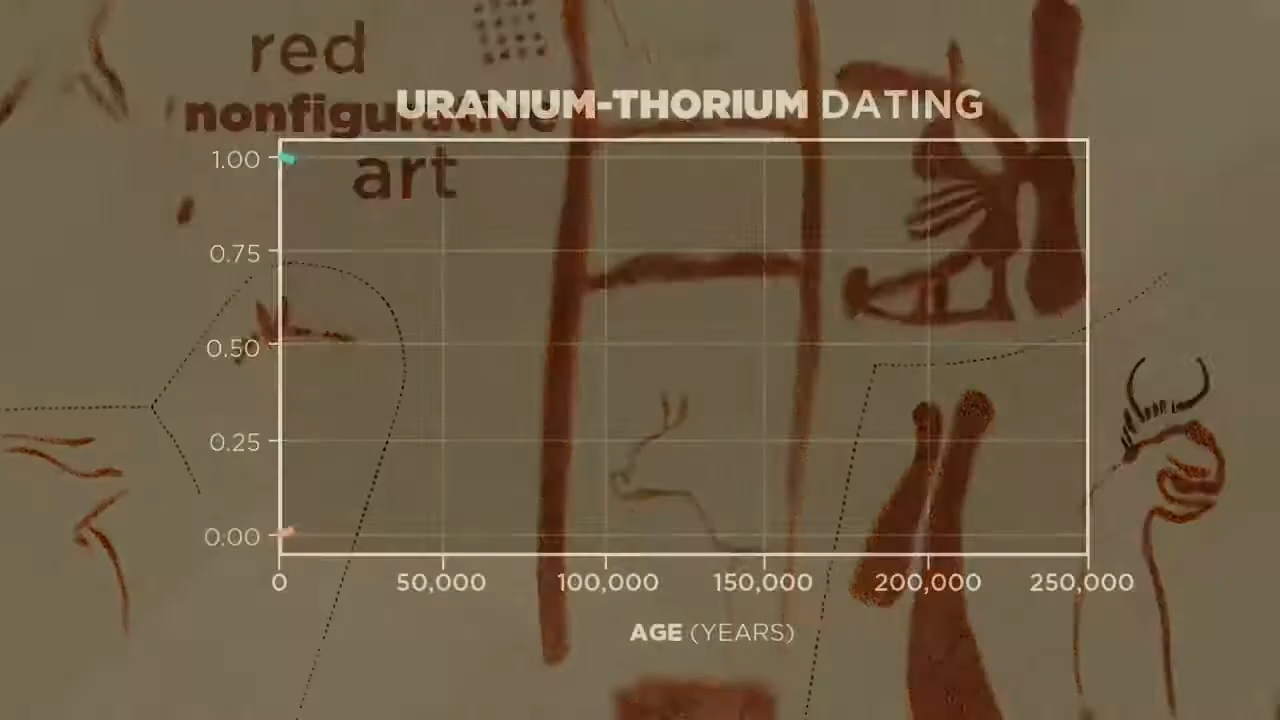 red
nonfigurative
art
URANIUM-THORIUM DATING
1.00
0.75
0.50
0.25
0.00
0 50,000 100,000 150,000 200,000 250,000
AGE (YEARS)